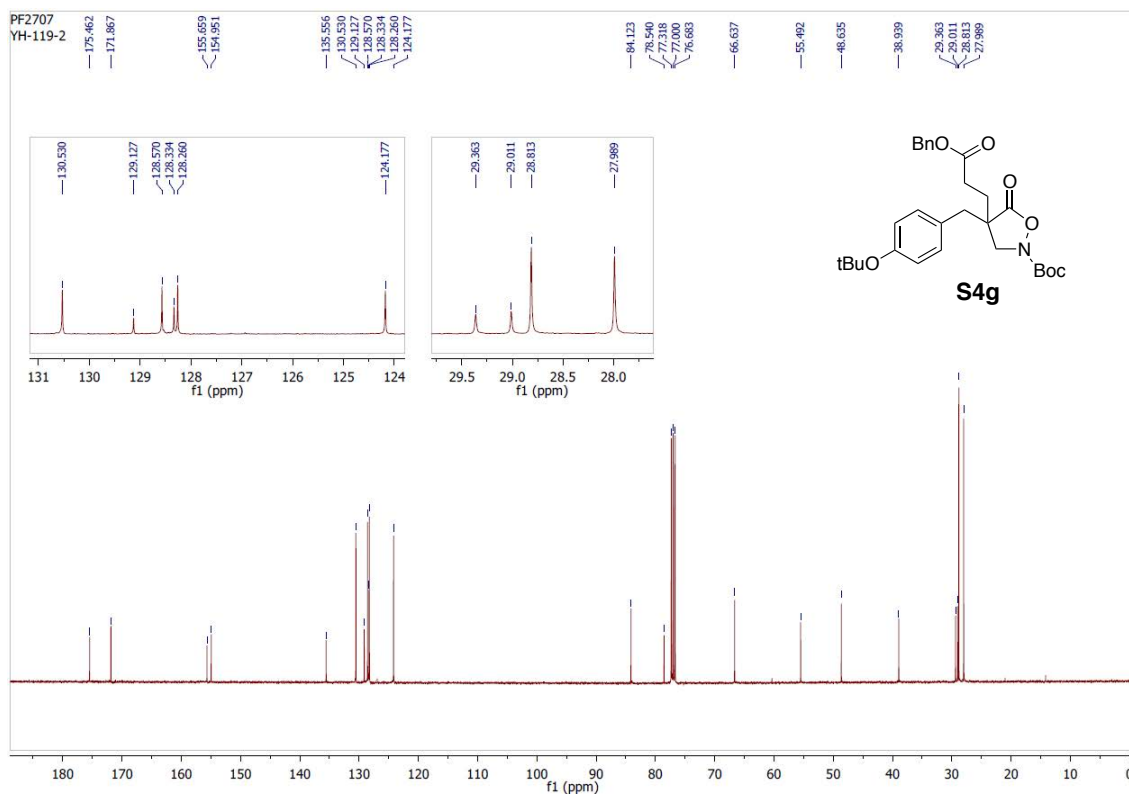 PF2707
YH-119-2
175.462
171.867
155.659
154.951
135.556
130.530
129.127
128.570
128.334
128.260
124.177
84.123
78.540
77.318
77.000
76.683
66.637
55.492
48.635
38.939
29.363
29.011
28.813
27.989
130.530
129.127
128.570
128.334
128.260
124.177
131 130 129 128 127 126 125 124
f1 (ppm)
29.363
29.011
28.813
27.989
29.5 29.0 28.5 28.0
f1 (ppm)
BnO O
O
O
N
tBuO
Boc
S4g
180 170 160 150 140 130 120 110 100 90 80 70 60 50 40 30 20 10 0
f1 (ppm)